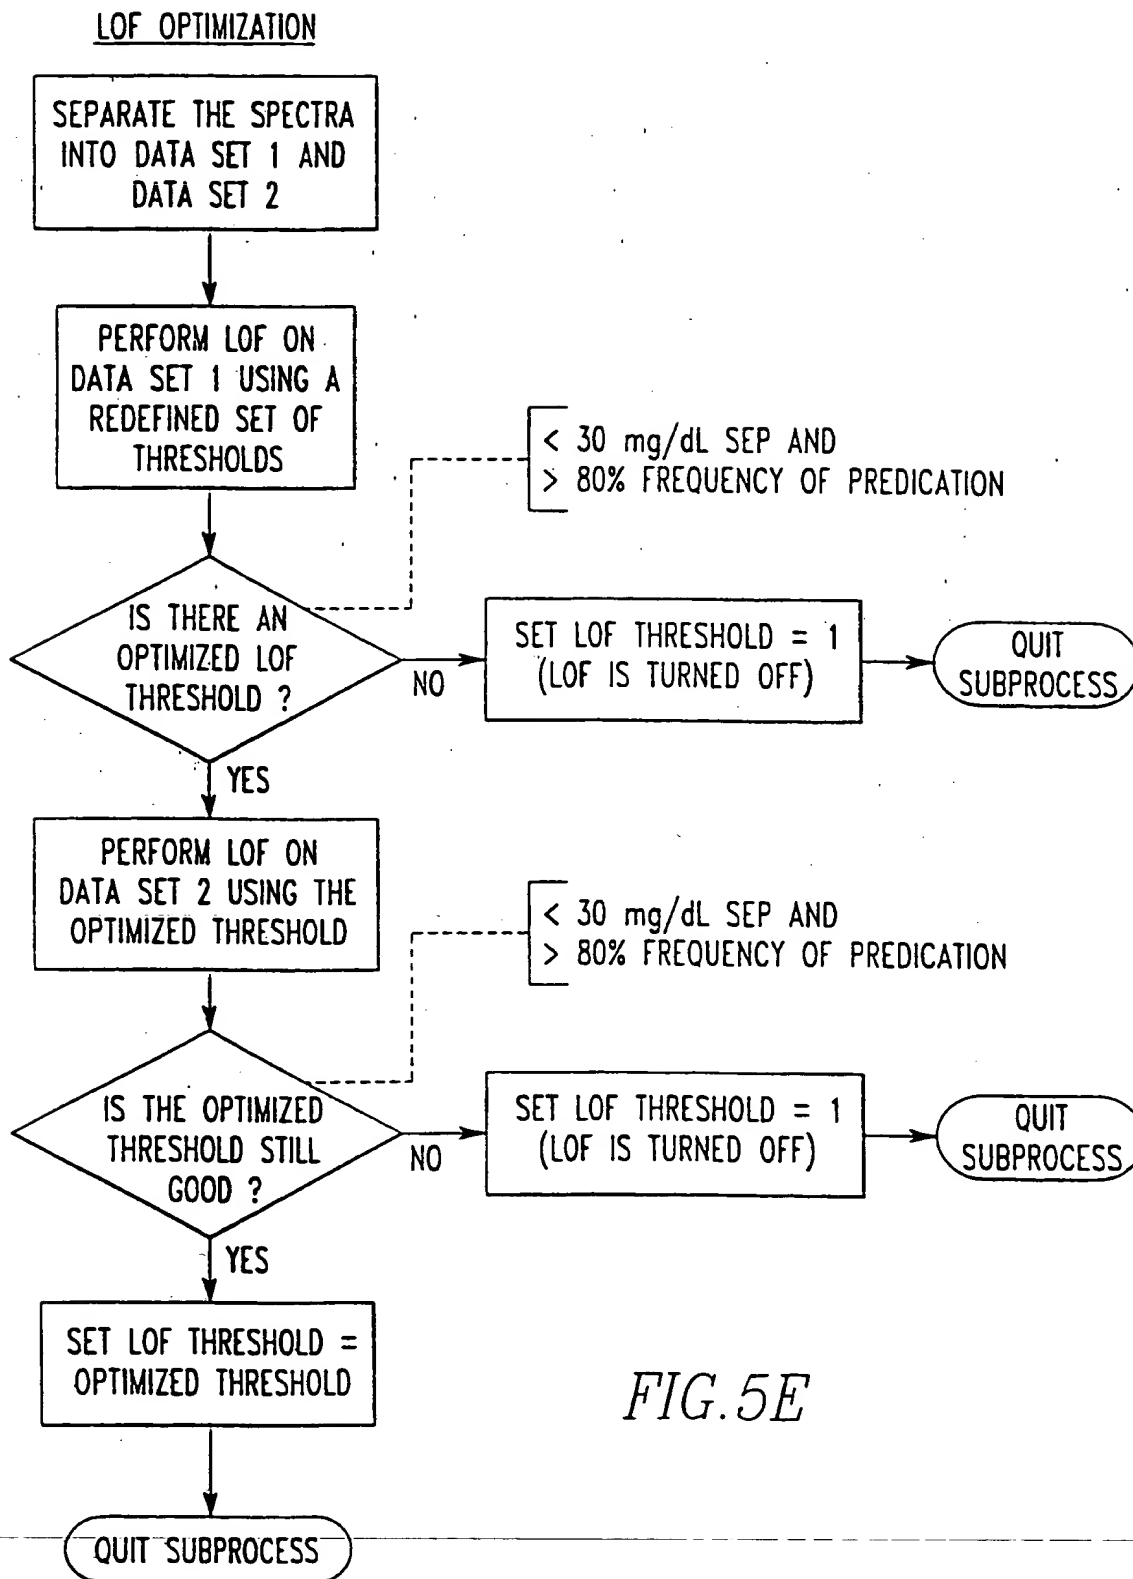 LOF OPTIMIZATION
SEPARATE THE SPECTRA
INTO DATA SET 1 AND
DATA SET 2
PERFORM LOF ON
DATA SET 1 USING A
REDEFINED SET OF
THRESHOLDS
< 30 mg/dL SEP AND
> 80% FREQUENCY OF PREDICATION
IS THERE AN
OPTIMIZED LOF
THRESHOLD ?
NO
SET LOF THRESHOLD = 1
(LOF IS TURNED OFF)
QUIT
SUBPROCESS
YES
PERFORM LOF ON
DATA SET 2 USING THE
OPTIMIZED THRESHOLD
< 30 mg/dL SEP AND
> 80% FREQUENCY OF PREDICATION
IS THE OPTIMIZED
THRESHOLD STILL
GOOD ?
NO
SET LOF THRESHOLD = 1
(LOF IS TURNED OFF)
QUIT
SUBPROCESS
YES
SET LOF THRESHOLD =
OPTIMIZED THRESHOLD
FIG.5E
QUIT SUBPROCESS